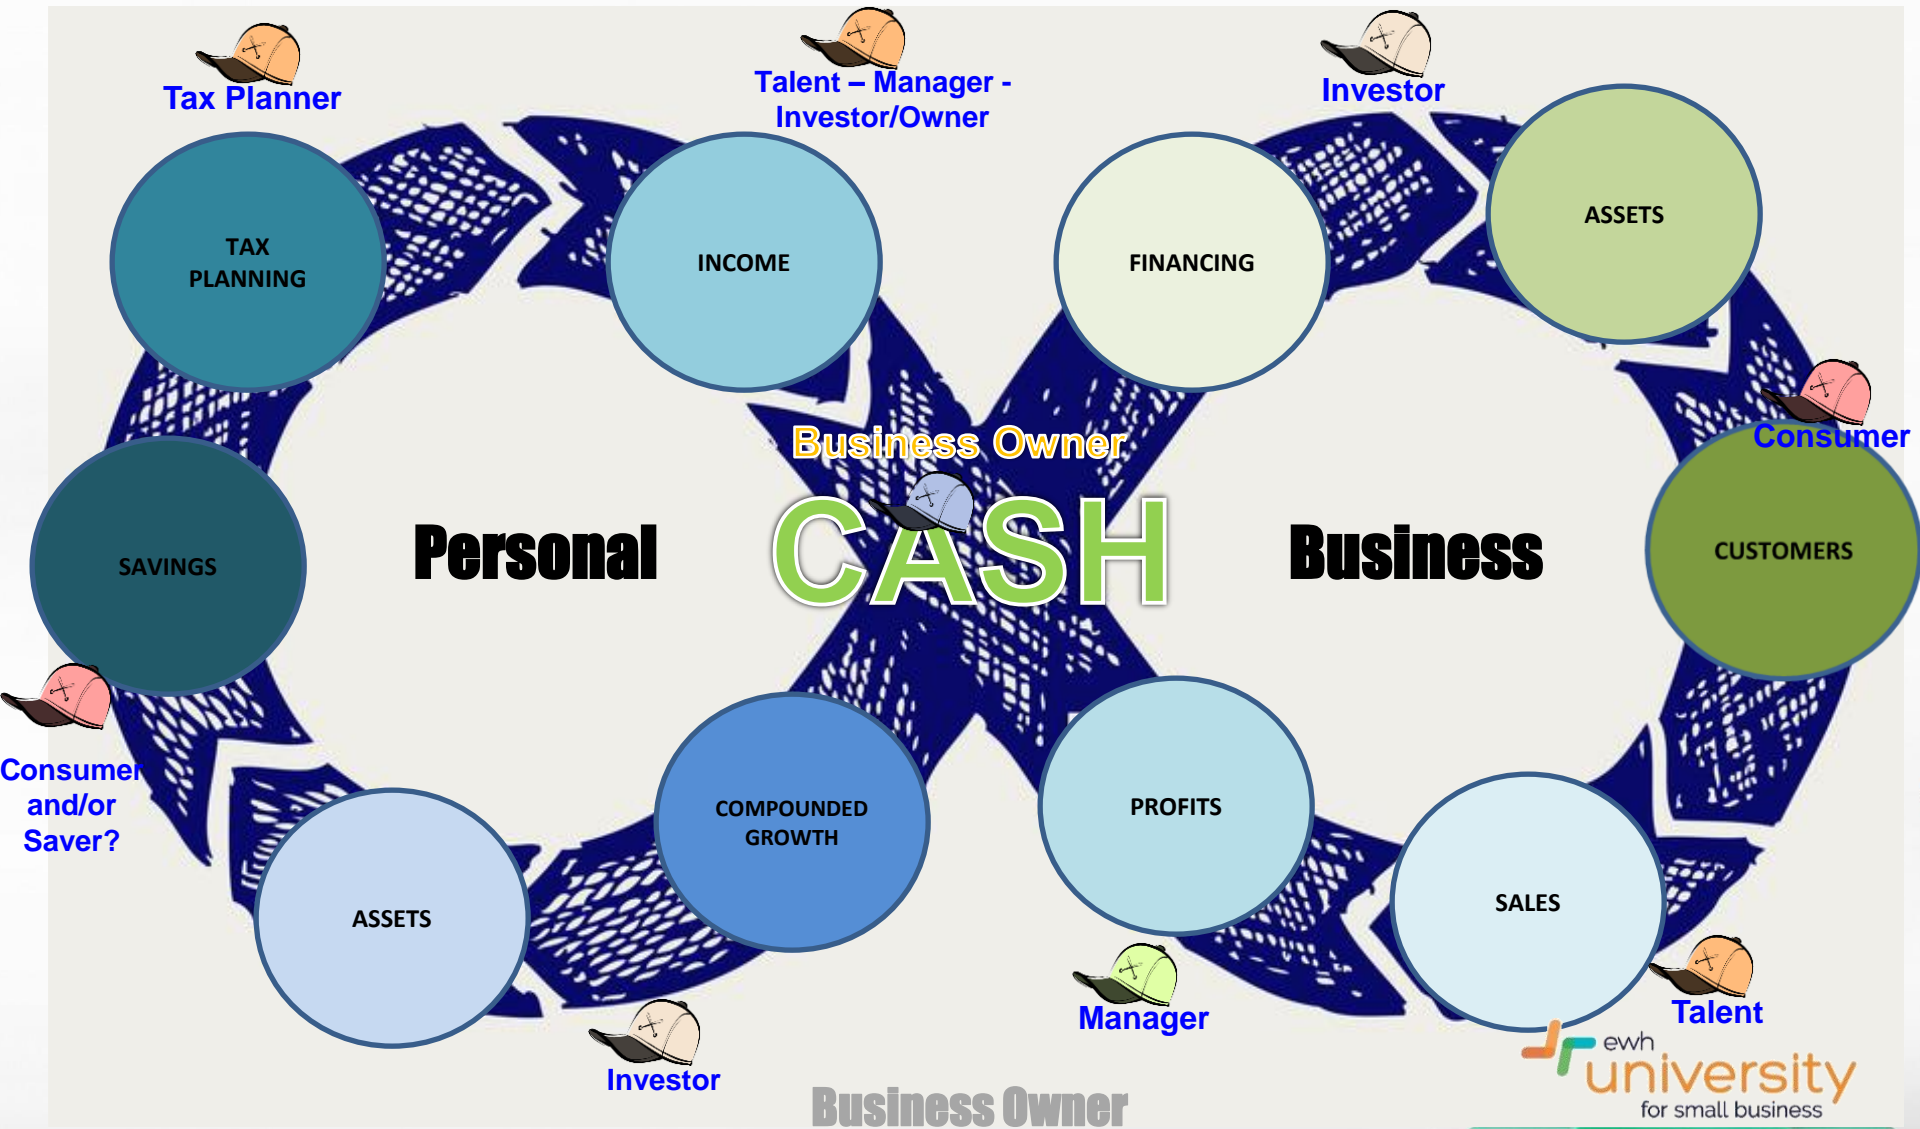 Tax Planner
Talent – Manager -
Investor/Owner
Investor
TAX
PLANNING
INCOME
FINANCING
ASSETS
Business Owner
CASH
Consumer
Personal
Business
SAVINGS
CUSTOMERS
Consumer
and/or
Saver?
COMPOUNDED
GROWTH
PROFITS
ASSETS
SALES
Investor
Manager
Talent
Business Owner
ewh
university
for small business